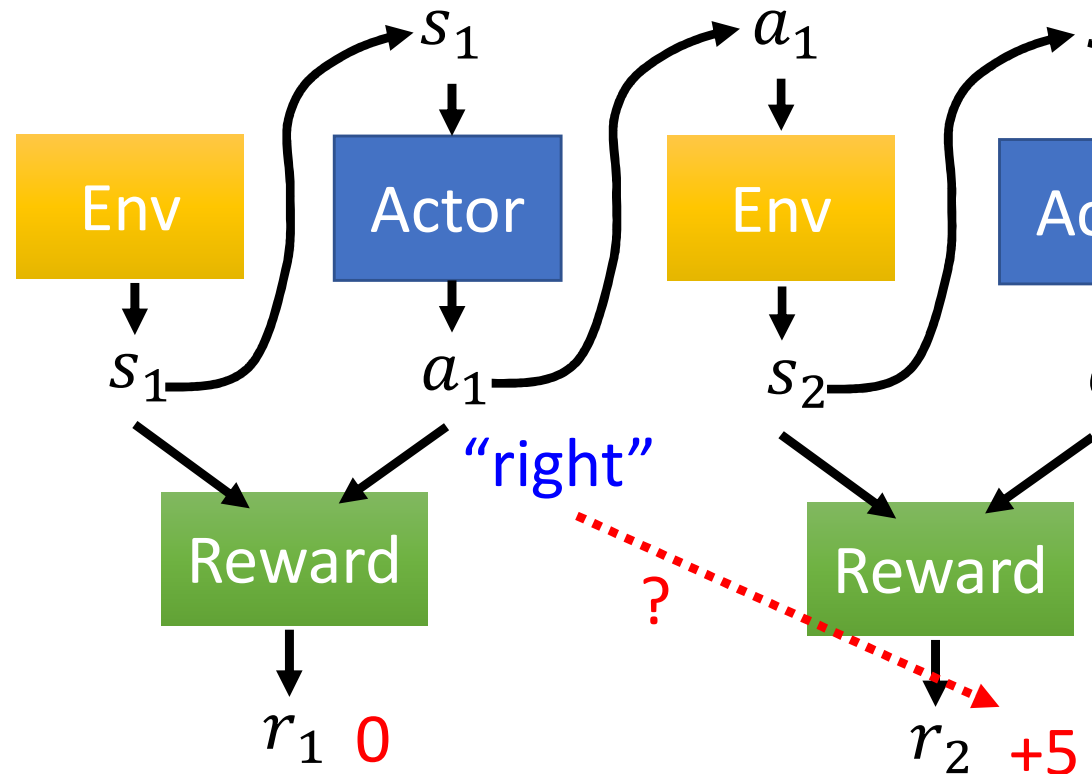 s₁ a₁
Env Actor Env
s₁ a₁ s₂
“right”
Reward Reward
?
r₁ 0 r₂ +5